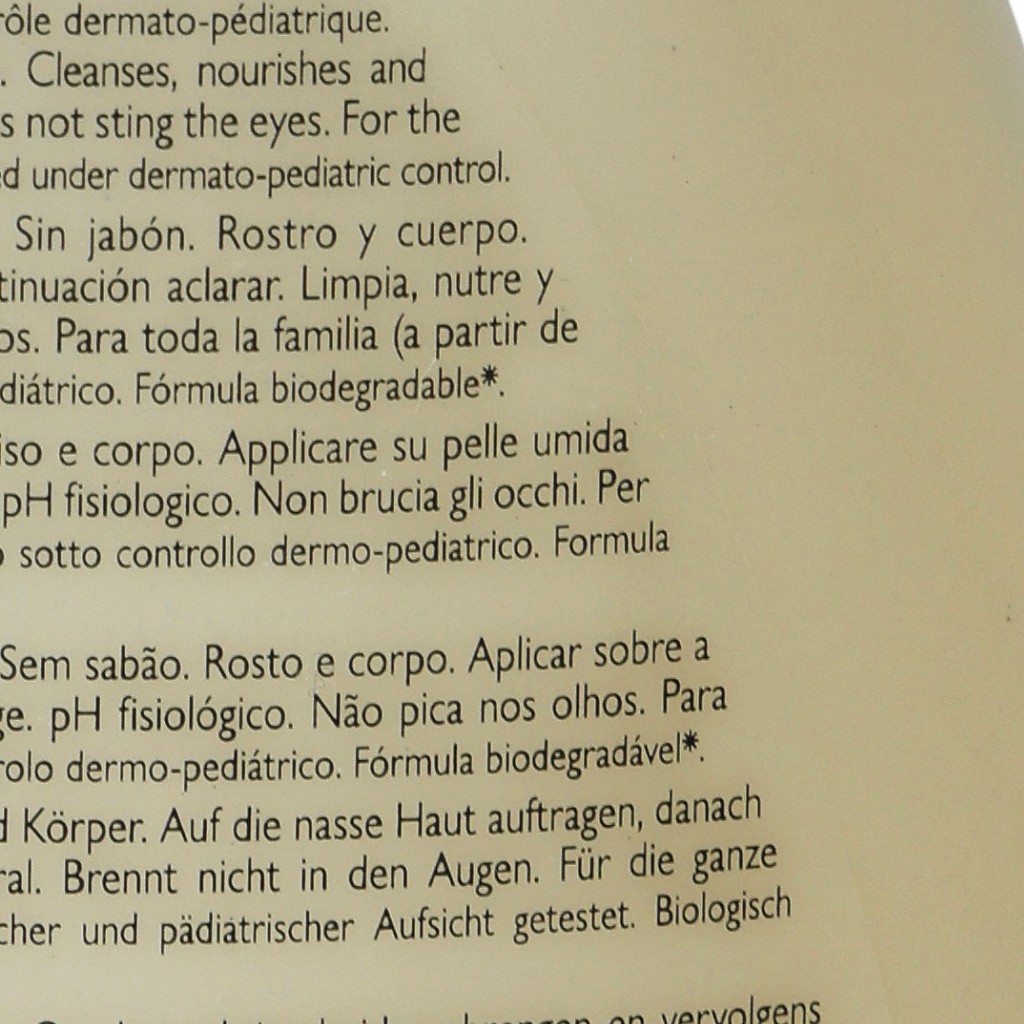 rôle dermato-pédiatrique.
. Cleanses, nourishes and
s not sting the eyes. For the
ed under dermato-pediatric control.
Sin jabón. Rostro y cuerpo.
tinuación aclarar. Limpia, nutre y
os. Para toda la familia (a partir de
diátrico. Fórmula biodegradable*.
iso e corpo. Applicare su pelle umida
pH fisiologico. Non brucia gli occhi. Per
o sotto controllo dermo-pediatrico. Formula
Sem sabão. Rosto e corpo. Aplicar sobre a
ge. pH fisiológico. Não pica nos olhos. Para
rolo dermo-pediátrico. Fórmula biodegradável*.
d Körper. Auf die nasse Haut auftragen, danach
ral. Brennt nicht in den Augen. Für die ganze
cher und pädiatrischer Aufsicht getestet. Biologisch
en vervolgens